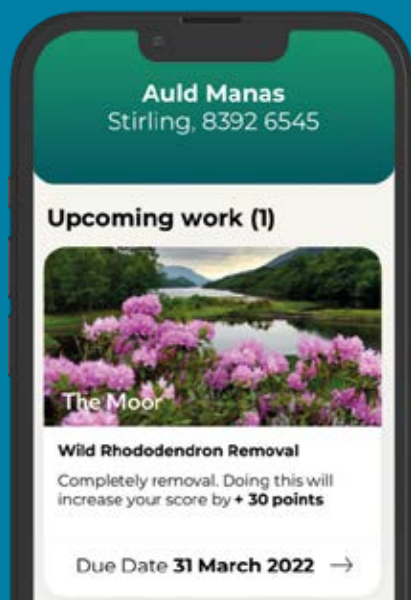 Auld Manas
Stirling, 8392 6545
Upcoming work (1)
The Moor
Wild Rhododendron Removal
Completely removal. Doing this will
increase your score by + 30 points
Due Date 31 March 2022 →